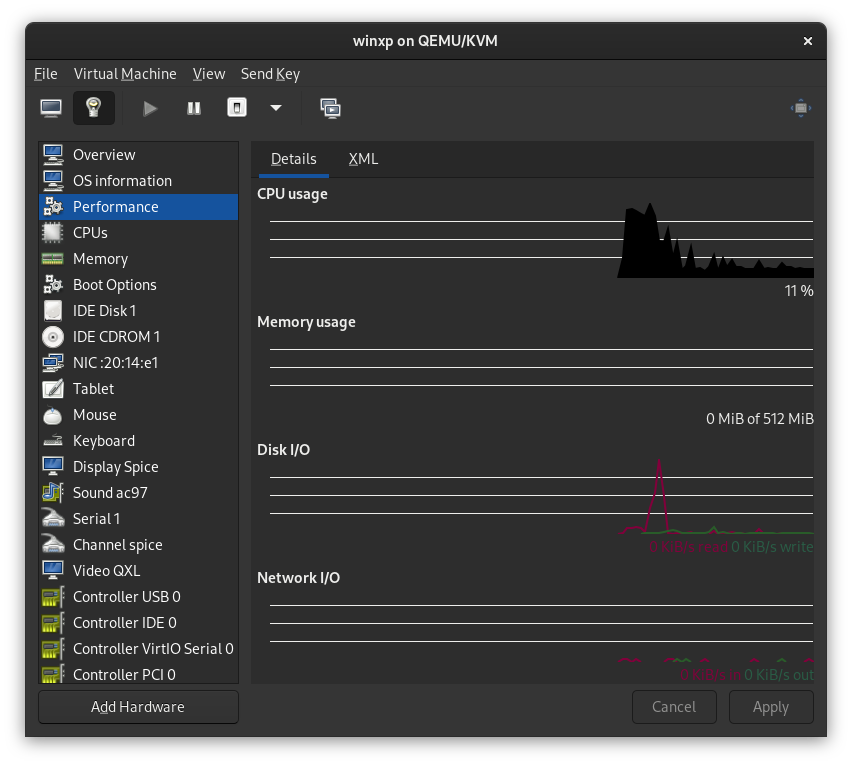 winxp on QEMU/KVM
File Virtual Machine View Send Key
Overview
OS information
Performance
CPUs
Memory
Boot Options
IDE Disk 1
IDE CDROM 1
NIC :20:14:e1
Tablet
Mouse
Keyboard
Display Spice
Sound ac97
Serial 1
Channel spice
Video QXL
Controller USB 0
Controller IDE 0
Controller VirtIO Serial 0
Controller PCI 0
Add Hardware
Details XML
CPU usage
11 %
Memory usage
0 MiB of 512 MiB
Disk I/O
0 KiB/s read 0 KiB/s write
Network I/O
0 KiB/s in 0 KiB/s out
Cancel Apply